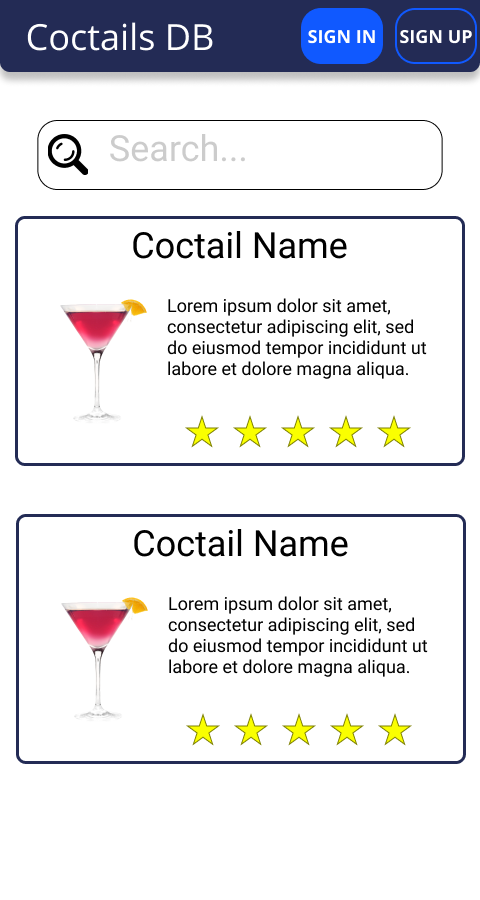 Coctails DB
SIGN IN
SIGN UP
Search...
Coctail Name
Lorem ipsum dolor sit amet,
consectetur adipiscing elit, sed
do eiusmod tempor incididunt ut
labore et dolore magna aliqua.
Coctail Name
Lorem ipsum dolor sit amet,
consectetur adipiscing elit, sed
do eiusmod tempor incididunt ut
labore et dolore magna aliqua.